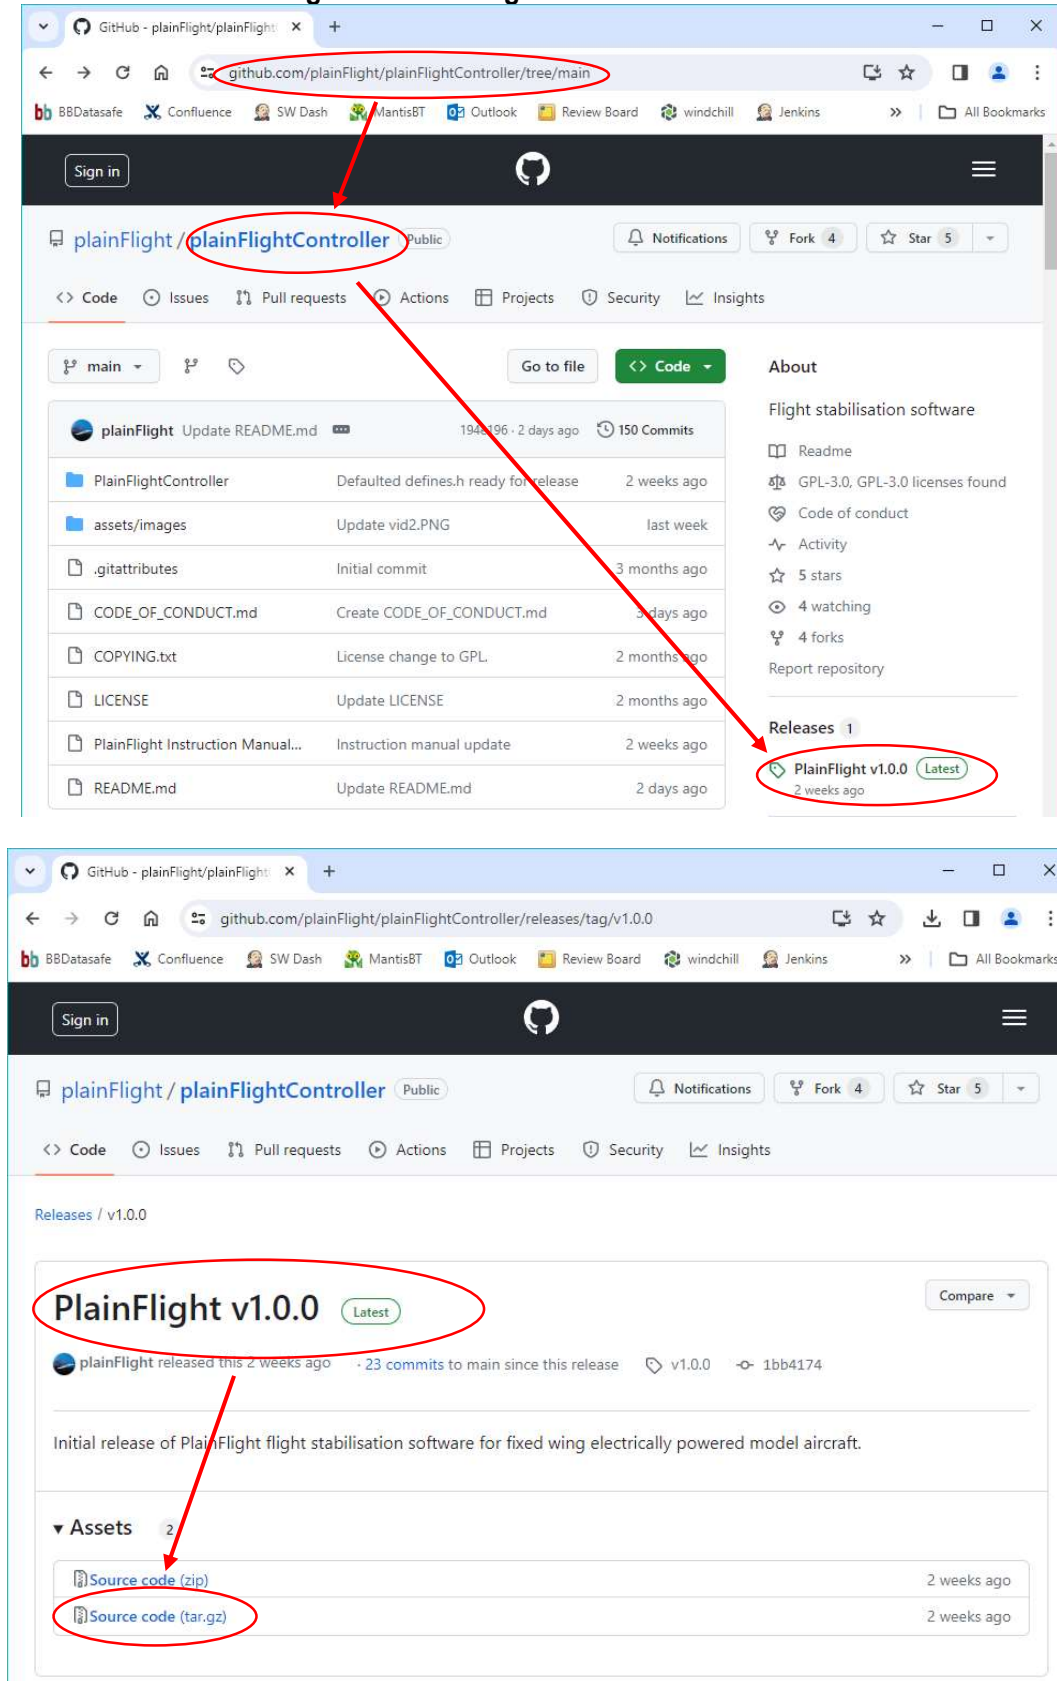 GitHub - plainFlight/plainFlight
github.com/plainFlight/plainFlightController/tree/main
BBDatasafe Confluence SW Dash MantisBT Outlook Review Board windchill Jenkins » All Bookmarks
Sign in
plainFlight / plainFlightController Public Notifications Fork 4 Star 5
<> Code Issues Pull requests Actions Projects Security Insights
main Go to file <> Code About
Flight stabilisation software
plainFlight Update README.md 1948196 · 2 days ago 150 Commits
Readme
PlainFlightController Defaulted defines.h ready for release 2 weeks ago
GPL-3.0, GPL-3.0 licenses found
Code of conduct
assets/images Update vid2.PNG last week
Activity
.gitattributes Initial commit 3 months ago
5 stars
4 watching
CODE_OF_CONDUCT.md Create CODE_OF_CONDUCT.md 3 days ago
4 forks
COPYING.txt License change to GPL. 2 months ago
Report repository
LICENSE Update LICENSE 2 months ago
Releases 1
PlainFlight Instruction Manual... Instruction manual update 2 weeks ago
PlainFlight v1.0.0 Latest
README.md Update README.md 2 days ago
2 weeks ago
GitHub - plainFlight/plainFlight
github.com/plainFlight/plainFlightController/releases/tag/v1.0.0
BBDatasafe Confluence SW Dash MantisBT Outlook Review Board windchill Jenkins » All Bookmarks
Sign in
plainFlight / plainFlightController Public Notifications Fork 4 Star 5
<> Code Issues Pull requests Actions Projects Security Insights
Releases / v1.0.0
PlainFlight v1.0.0 Latest Compare
plainFlight released this 2 weeks ago · 23 commits to main since this release v1.0.0 1bb4174
Initial release of PlainFlight flight stabilisation software for fixed wing electrically powered model aircraft.
Assets 2
Source code (zip) 2 weeks ago
Source code (tar.gz) 2 weeks ago